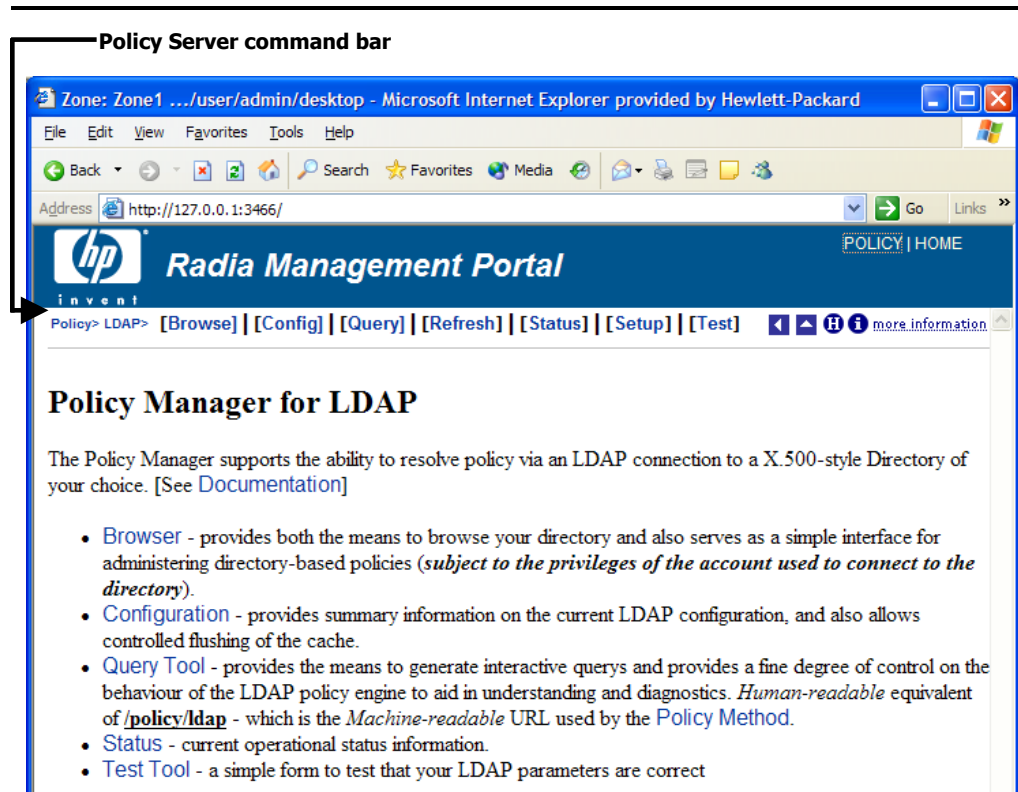 Policy Server command bar
Zone: Zone1 .../user/admin/desktop - Microsoft Internet Explorer provided by Hewlett-Packard
File Edit View Favorites Tools Help
Back Search Favorites Media
Address http://127.0.0.1:3466/ Go Links »
hp Radia Management Portal POLICY | HOME
invent
Policy> LDAP> [Browse] | [Config] | [Query] | [Refresh] | [Status] | [Setup] | [Test] H i more information
Policy Manager for LDAP
The Policy Manager supports the ability to resolve policy via an LDAP connection to a X.500-style Directory of
your choice. [See Documentation]
• Browser - provides both the means to browse your directory and also serves as a simple interface for
administering directory-based policies (subject to the privileges of the account used to connect to the
directory).
• Configuration - provides summary information on the current LDAP configuration, and also allows
controlled flushing of the cache.
• Query Tool - provides the means to generate interactive querys and provides a fine degree of control on the
behaviour of the LDAP policy engine to aid in understanding and diagnostics. Human-readable equivalent
of /policy/ldap - which is the Machine-readable URL used by the Policy Method.
• Status - current operational status information.
• Test Tool - a simple form to test that your LDAP parameters are correct